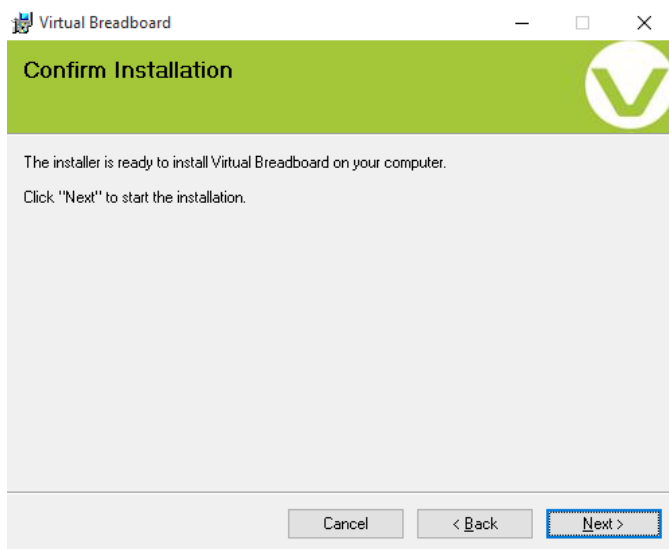 Virtual Breadboard
Confirm Installation
The installer is ready to install Virtual Breadboard on your computer.
Click "Next" to start the installation.
Cancel
< Back
Next >